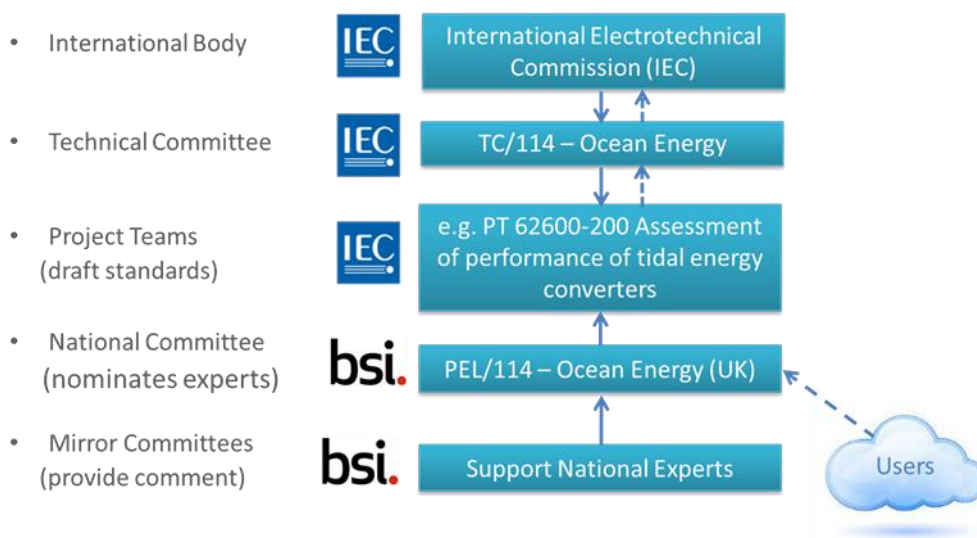 • International Body
IEC
International Electrotechnical
Commission (IEC)
• Technical Committee
IEC
TC/114 – Ocean Energy
• Project Teams
(draft standards)
IEC
e.g. PT 62600-200 Assessment
of performance of tidal energy
converters
• National Committee
(nominates experts)
bsi.
PEL/114 – Ocean Energy (UK)
• Mirror Committees
(provide comment)
bsi.
Support National Experts
Users